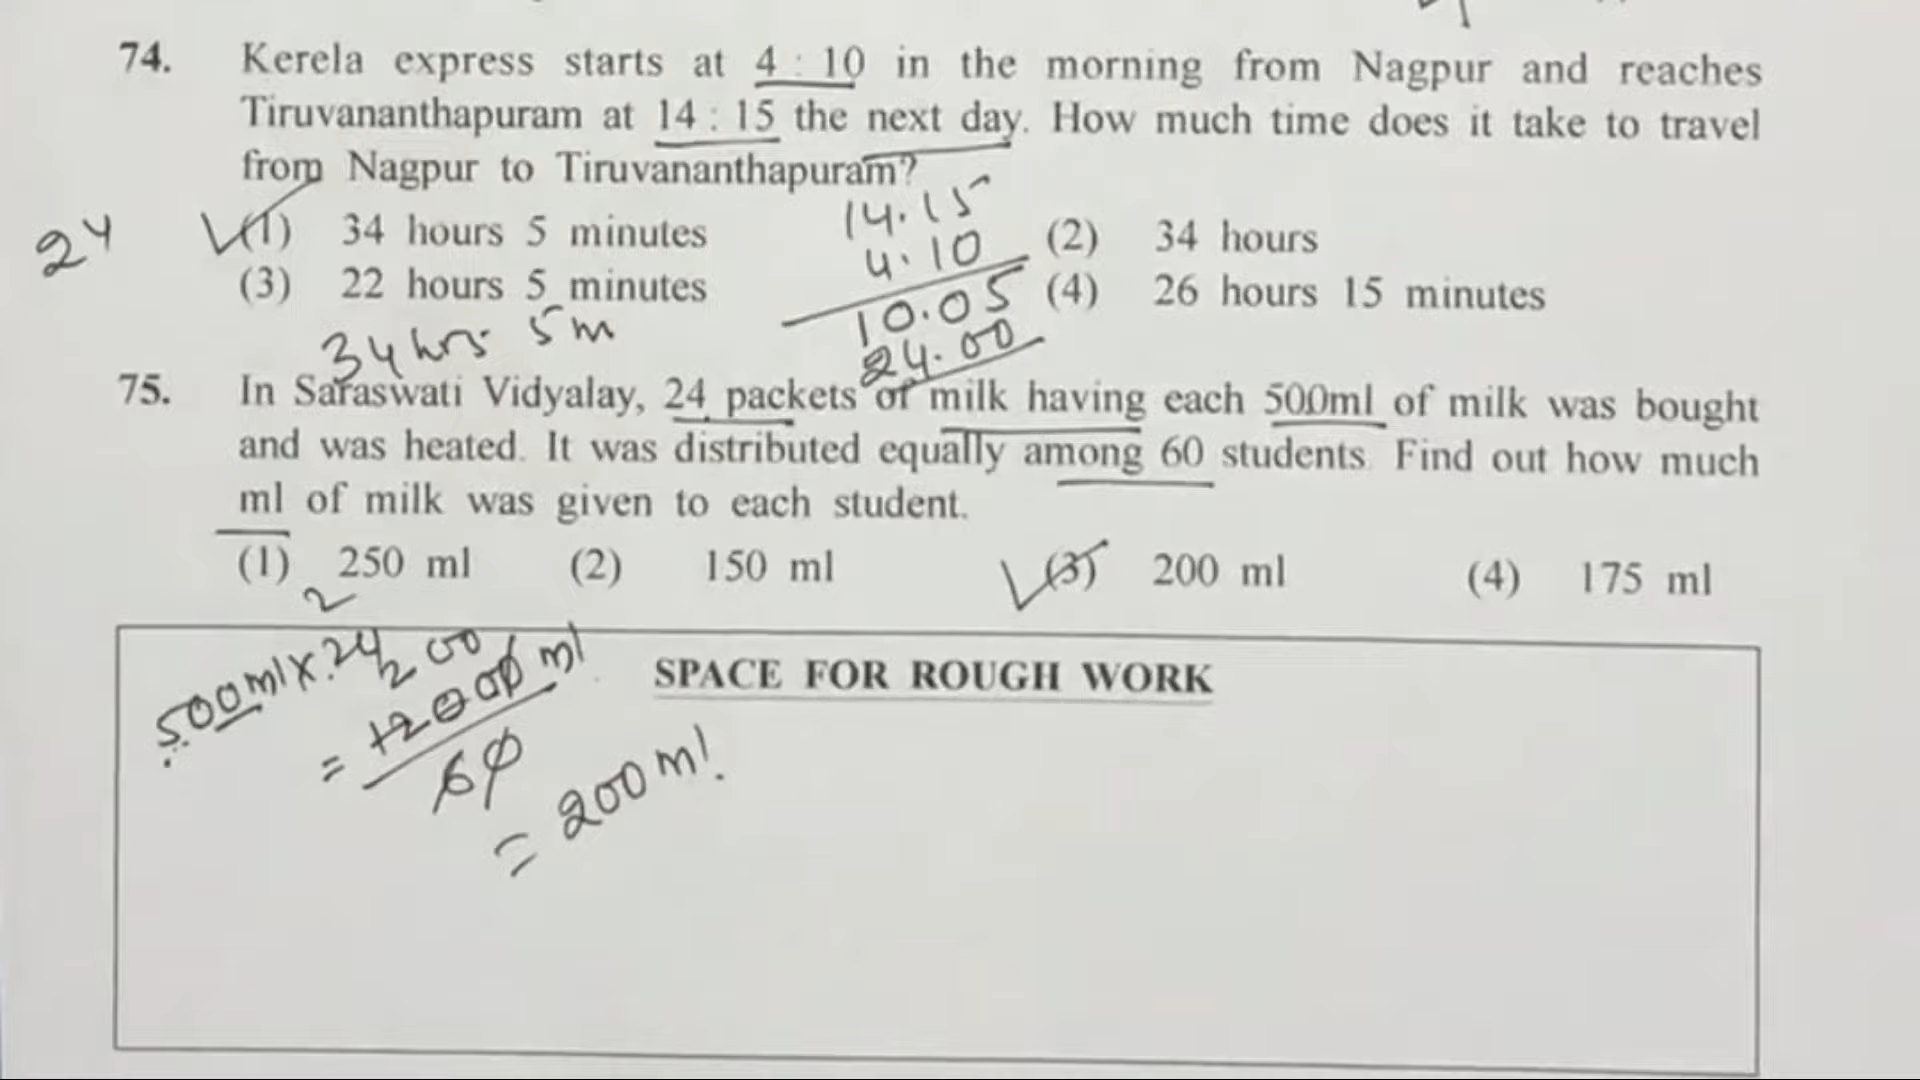 74. Kerela express starts at 4 : 10 in the morning from Nagpur and reaches
Tiruvananthapuram at 14 : 15 the next day. How much time does it take to travel
from Nagpur to Tiruvananthapuram?
24
(1) 34 hours 5 minutes (2) 34 hours
(3) 22 hours 5 minutes (4) 26 hours 15 minutes
14.15
4.10
10.05
24.00
34 hrs 5 m
75. In Saraswati Vidyalay, 24 packets of milk having each 500ml of milk was bought
and was heated. It was distributed equally among 60 students. Find out how much
ml of milk was given to each student.
(1) 250 ml (2) 150 ml (3) 200 ml (4) 175 ml
SPACE FOR ROUGH WORK
2
500ml x 24
2 00
= 12000 ml
60
= 200 ml.